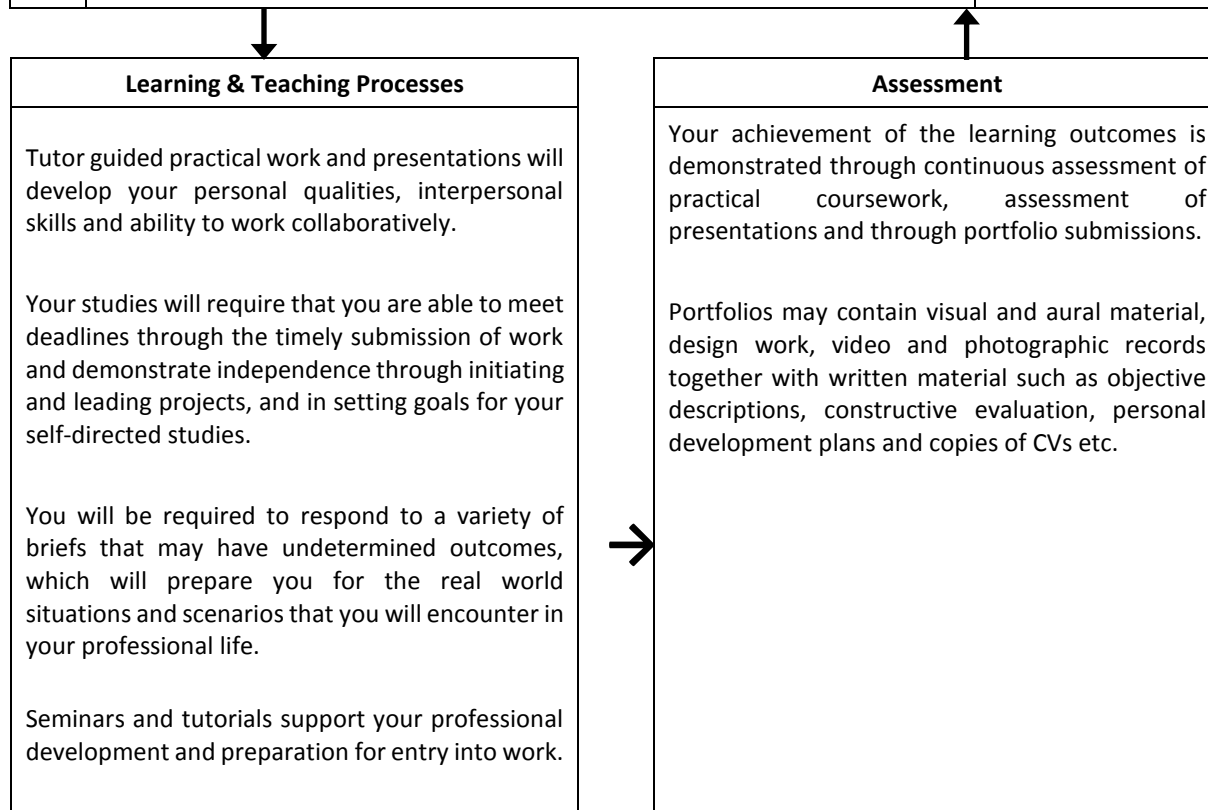 Learning & Teaching Processes
Tutor guided practical work and presentations will
develop your personal qualities, interpersonal
skills and ability to work collaboratively.
Your studies will require that you are able to meet
deadlines through the timely submission of work
and demonstrate independence through initiating
and leading projects, and in setting goals for your
self-directed studies.
You will be required to respond to a variety of
briefs that may have undetermined outcomes,
which will prepare you for the real world
situations and scenarios that you will encounter in
your professional life.
Seminars and tutorials support your professional
development and preparation for entry into work.
Assessment
Your achievement of the learning outcomes is
demonstrated through continuous assessment of
practical coursework, assessment of
presentations and through portfolio submissions.
Portfolios may contain visual and aural material,
design work, video and photographic records
together with written material such as objective
descriptions, constructive evaluation, personal
development plans and copies of CVs etc.